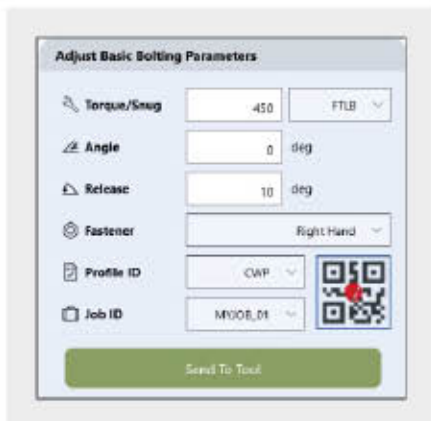 Adjust Basic Bolting Parameters
Torque/Snug 450 FTLB
Angle 0 deg
Release 10 deg
Fastener Right Hand
Profile ID CWP
Job ID MYJOB_01
Send To Tool